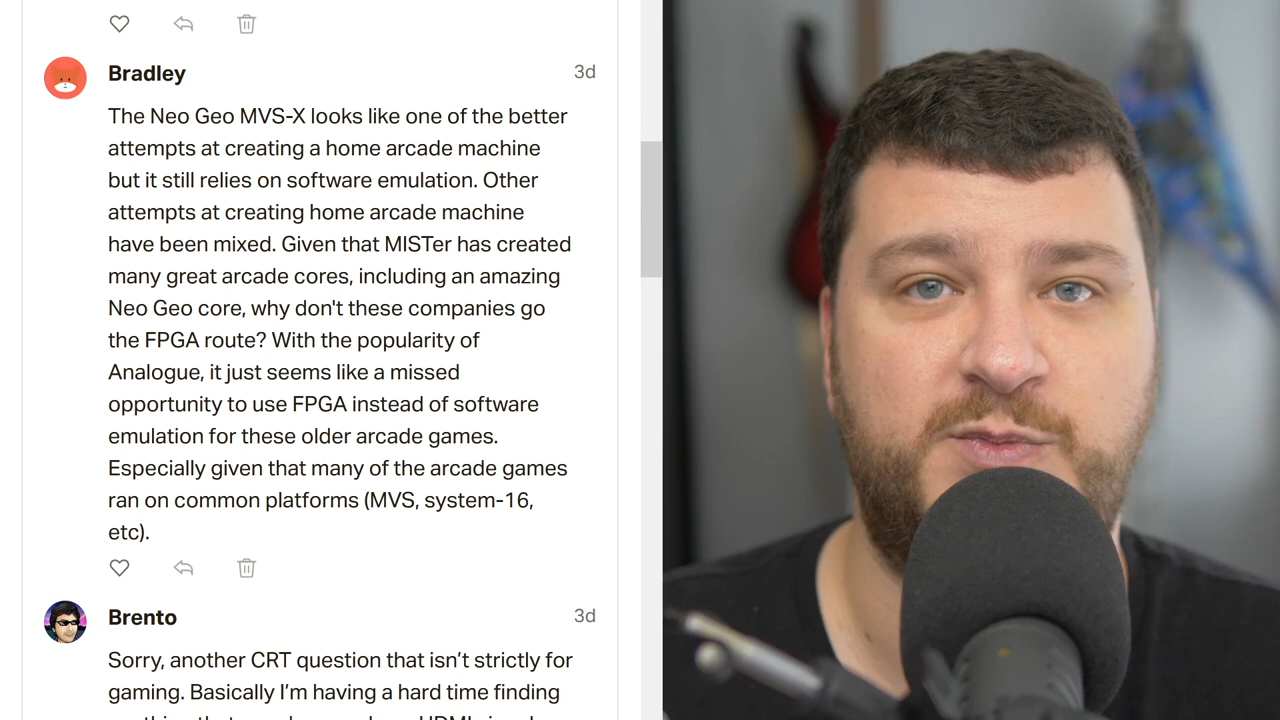 Bradley
3d
The Neo Geo MVS-X looks like one of the better
attempts at creating a home arcade machine
but it still relies on software emulation. Other
attempts at creating home arcade machine
have been mixed. Given that MISTer has created
many great arcade cores, including an amazing
Neo Geo core, why don't these companies go
the FPGA route? With the popularity of
Analogue, it just seems like a missed
opportunity to use FPGA instead of software
emulation for these older arcade games.
Especially given that many of the arcade games
ran on common platforms (MVS, system-16,
etc).
Brento
3d
Sorry, another CRT question that isn’t strictly for
gaming. Basically I’m having a hard time finding